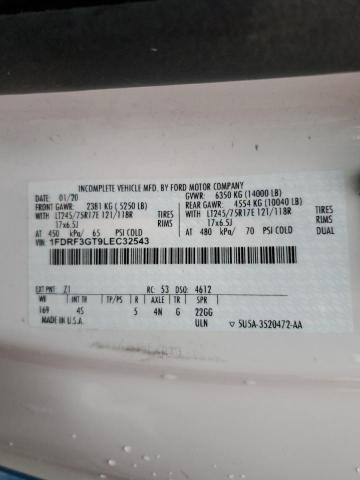 INCOMPLETE VEHICLE MFD. BY FORD MOTOR COMPANY
DATE: 01/20 GVWR: 6350 KG (14000 LB)
FRONT GAWR: 2381 KG (5250 LB) REAR GAWR: 4554 KG (10040 LB)
WITH LT245/75R17E 121/118R TIRES WITH LT245/75R17E 121/118R TIRES
17x6.5J RIMS 17x6.5J RIMS
AT 450 kPa/ 65 PSI COLD AT 480 kPa/ 70 PSI COLD
VIN: 1FDRF3GT9LEC32543
EXT PNT: Z1 RC: 53 DSO: 4612
WB INT TR TP/PS R AXLE TR SPR
169 4S 5 4N G 22GG
MADE IN U.S.A. ULN 5U5A-3520472-AA